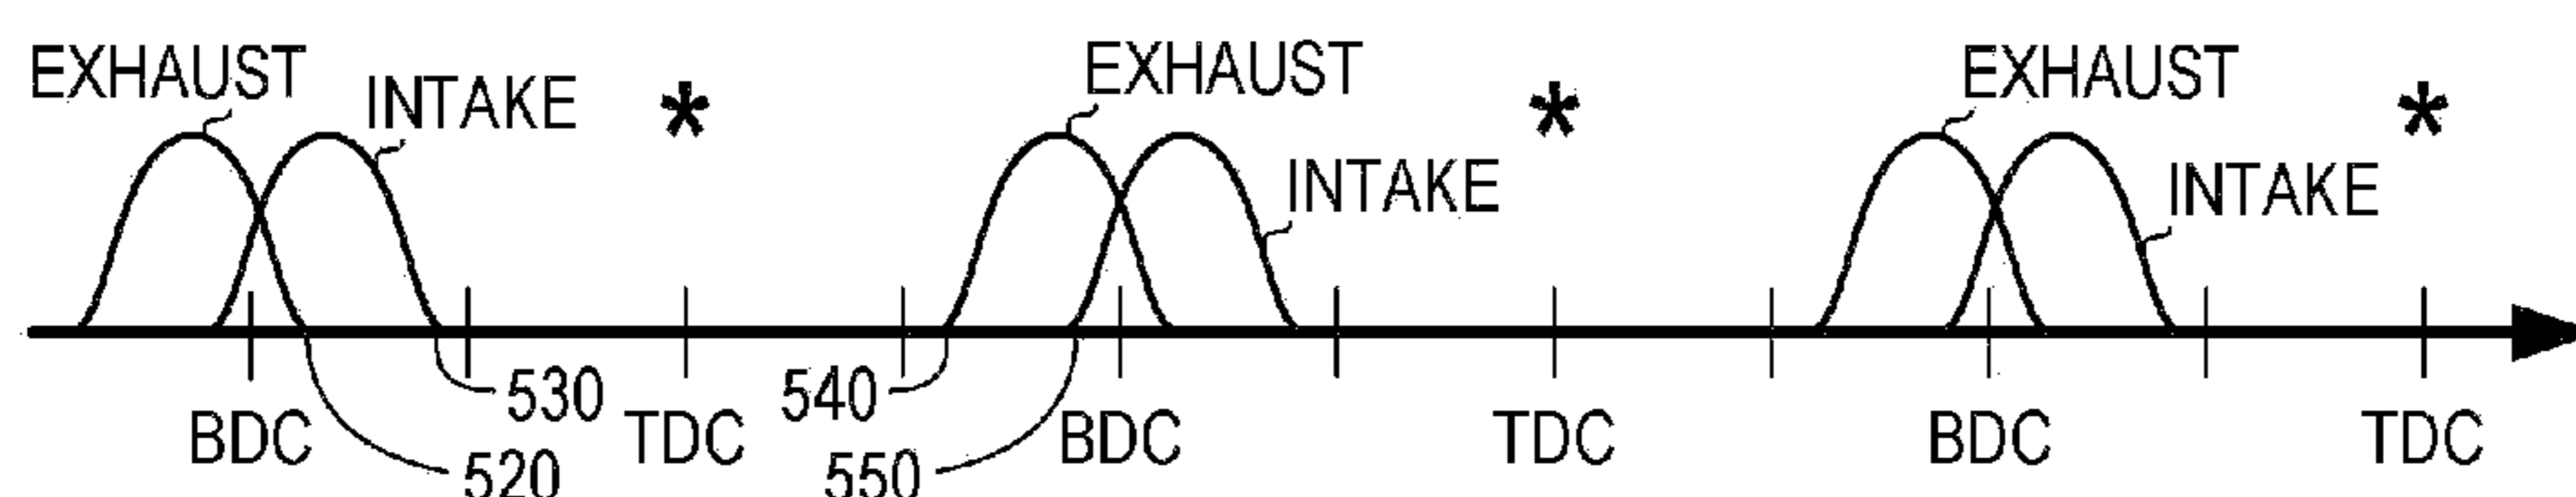 EXHAUST
INTAKE
*
EXHAUST
INTAKE
*
EXHAUST
INTAKE
*
BDC
520
530
TDC
540
550
BDC
TDC
BDC
TDC